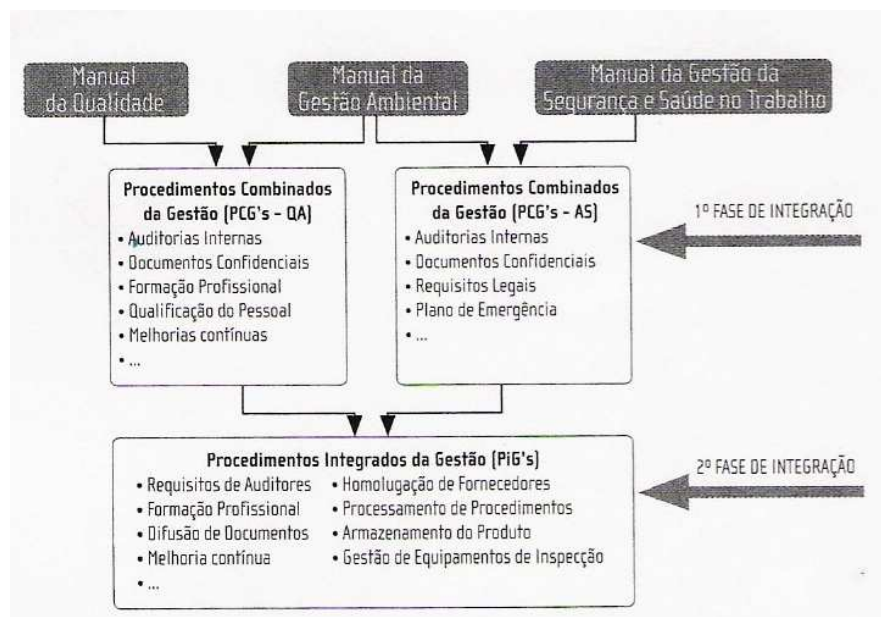 Manual
da Qualidade
Manual da
Gestão Ambiental
Manual da Gestão da
Segurança e Saúde no Trabalho
Procedimentos Combinados
da Gestão (PCG's - QA)
• Auditorias Internas
• Documentos Confidenciais
• Formação Profissional
• Qualificação do Pessoal
• Melhorias contínuas
• ...
Procedimentos Combinados
da Gestão (PCG's - AS)
• Auditorias Internas
• Documentos Confidenciais
• Requisitos Legais
• Plano de Emergência
• ...
1º FASE DE INTEGRAÇÃO
Procedimentos Integrados da Gestão (PiG's)
• Requisitos de Auditores
• Formação Profissional
• Difusão de Documentos
• Melhoria contínua
• ...
• Homolugação de Fornecedores
• Processamento de Procedimentos
• Armazenamento do Produto
• Gestão de Equipamentos de Inspecção
2º FASE DE INTEGRAÇÃO